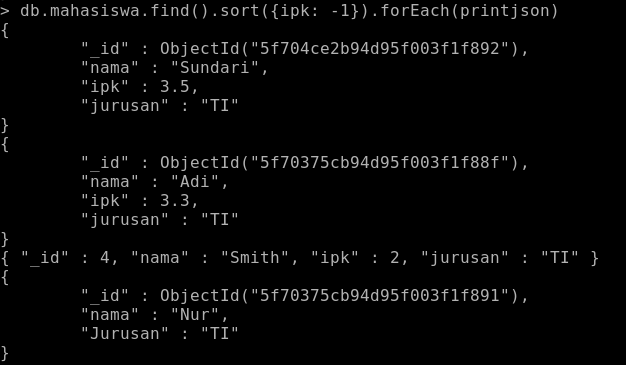 > db.mahasiswa.find().sort({ipk: -1}).forEach(printjson)
{
        "_id" : ObjectId("5f704ce2b94d95f003f1f892"),
        "nama" : "Sundari",
        "ipk" : 3.5,
        "jurusan" : "TI"
}
{
        "_id" : ObjectId("5f70375cb94d95f003f1f88f"),
        "nama" : "Adi",
        "ipk" : 3.3,
        "jurusan" : "TI"
}
{ "_id" : 4, "nama" : "Smith", "ipk" : 2, "jurusan" : "TI" }
{
        "_id" : ObjectId("5f70375cb94d95f003f1f891"),
        "nama" : "Nur",
        "Jurusan" : "TI"
}